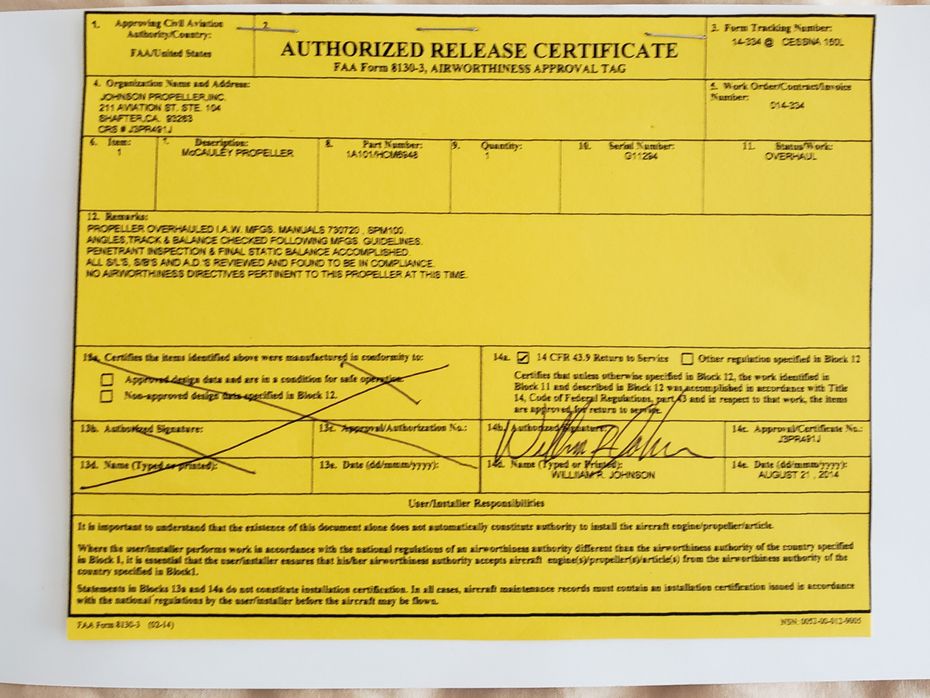 1. Approving Civil Aviation Authority/Country:
FAA/United States
2.
AUTHORIZED RELEASE CERTIFICATE
FAA Form 8130-3, AIRWORTHINESS APPROVAL TAG
3. Form Tracking Number:
14-334 @ CESSNA 150L
4. Organization Name and Address:
JOHNSON PROPELLER,INC.
211 AVIATION ST. STE. 104
SHAFTER,CA. 93263
CRS # J3PR491J
5. Work Order/Contract/Invoice
Number:
014-334
6. Item:
1
7. Description:
McCAULEY PROPELLER
8. Part Number:
1A101/HCM6948
9. Quantity:
1
10. Serial Number:
G11294
11. Status/Work:
OVERHAUL
12. Remarks:
PROPELLER OVERHAULED I.A.W. MFGS. MANUALS 730720 , SPM100.
ANGLES,TRACK & BALANCE CHECKED FOLLOWING MFGS. GUIDELINES.
PENETRANT INSPECTION & FINAL STATIC BALANCE ACCOMPLISHED.
ALL S/L'S, S/B'S AND A.D.'S REVIEWED AND FOUND TO BE IN COMPLIANCE.
NO AIRWORTHINESS DIRECTIVES PERTINENT TO THIS PROPELLER AT THIS TIME.
13a. Certifies the items identified above were manufactured in conformity to:
Approved design data and are in a condition for safe operation.
Non-approved design data specified in Block 12.
14a. 14 CFR 43.9 Return to Service Other regulation specified in Block 12
Certifies that unless otherwise specified in Block 12, the work identified in
Block 11 and described in Block 12 was accomplished in accordance with Title
14, Code of Federal Regulations, part 43 and in respect to that work, the items
are approved for return to service.
13b. Authorized Signature:
13c. Approval/Authorization No.:
14b. Authorized Signature:
14c. Approval/Certificate No.:
J3PR491J
13d. Name (Typed or printed):
13e. Date (dd/mmm/yyyy):
14d. Name (Typed or Printed):
WILLIAM R. JOHNSON
14e. Date (dd/mmm/yyyy):
AUGUST 21 , 2014
User/Installer Responsibilities
It is important to understand that the existence of this document alone does not automatically constitute authority to install the aircraft engine/propeller/article.
Where the user/installer performs work in accordance with the national regulations of an airworthiness authority different than the airworthiness authority of the country specified
in Block 1, it is essential that the user/installer ensures that his/her airworthiness authority accepts aircraft engine(s)/propeller(s)/article(s) from the airworthiness authority of the
country specified in Block1.
Statements in Blocks 13a and 14a do not constitute installation certification. In all cases, aircraft maintenance records must contain an installation certification issued in accordance
with the national regulations by the user/installer before the aircraft may be flown.
FAA Form 8130-3 (02-14)
NSN: 0052-00-012-9005